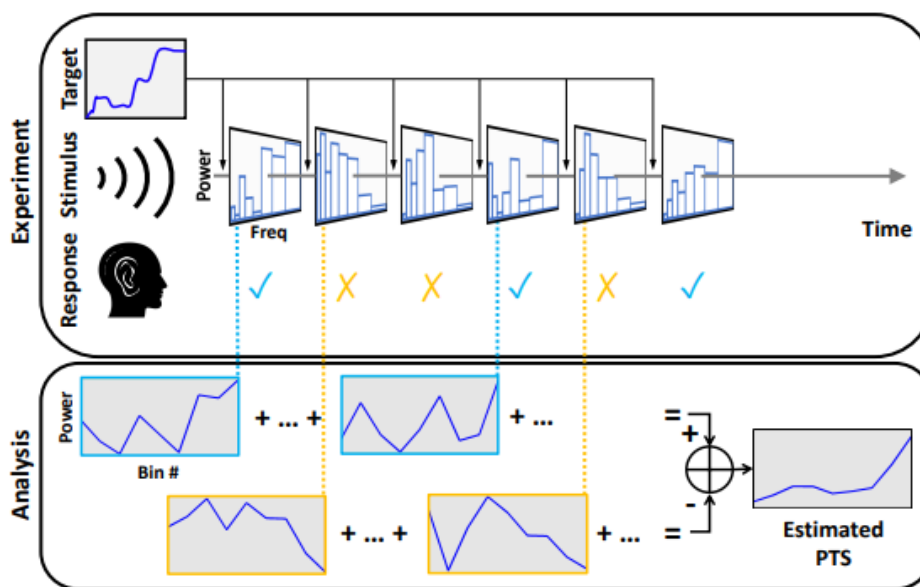 Experiment
Target
Stimulus
Response
Power
Freq
Time
✓ ✗ ✗ ✓ ✗ ✓
Analysis
Power
Bin #
+ ... +
+ ...
=
+
+ ... +
+ ...
=
-
Estimated
PTS